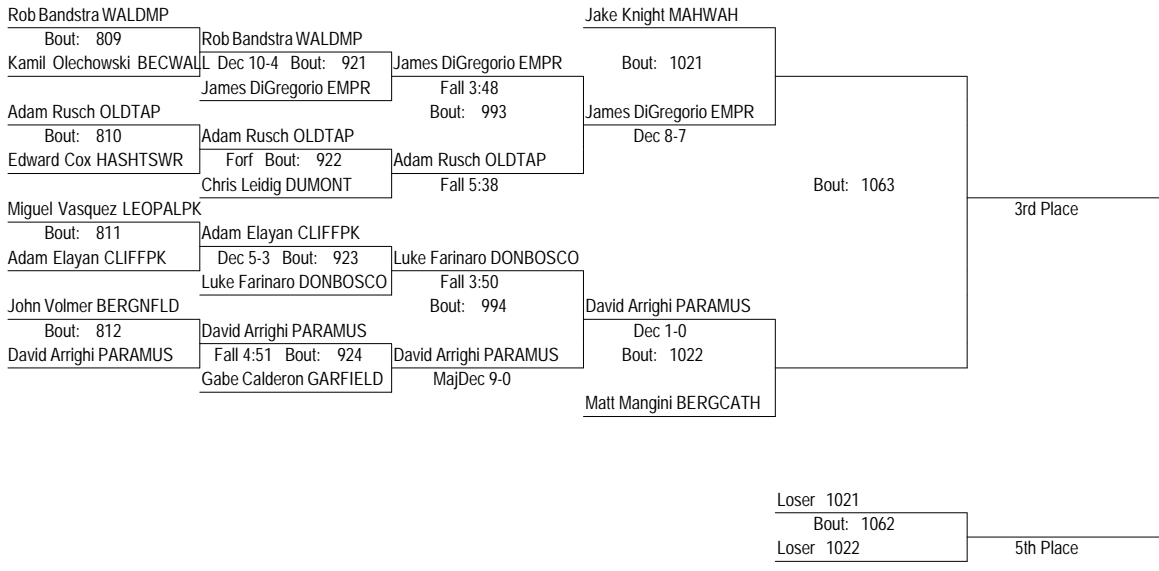 Rob Bandstra WALDMP
Bout: 809
Kamil Olechowski BECWALL
Adam Rusch OLDTAP
Bout: 810
Edward Cox HASHTSWR
Miguel Vasquez LEOPALPK
Bout: 811
Adam Elayan CLIFFPK
John Volmer BERGNFLD
Bout: 812
David Arrighi PARAMUS
Rob Bandstra WALDMP
Dec 10-4 Bout: 921
James DiGregorio EMPR
Adam Rusch OLDTAP
Forf Bout: 922
Chris Leidig DUMONT
Adam Elayan CLIFFPK
Dec 5-3 Bout: 923
Luke Farinaro DONBOSCO
David Arrighi PARAMUS
Fall 4:51 Bout: 924
Gabe Calderon GARFIELD
James DiGregorio EMPR
Fall 3:48
Bout: 993
Adam Rusch OLDTAP
Fall 5:38
Luke Farinaro DONBOSCO
Fall 3:50
Bout: 994
David Arrighi PARAMUS
MajDec 9-0
Jake Knight MAHWAH
Bout: 1021
James DiGregorio EMPR
Dec 8-7
David Arrighi PARAMUS
Dec 1-0
Bout: 1022
Matt Mangini BERGCATH
Bout: 1063
3rd Place
Loser 1021
Bout: 1062
Loser 1022
5th Place